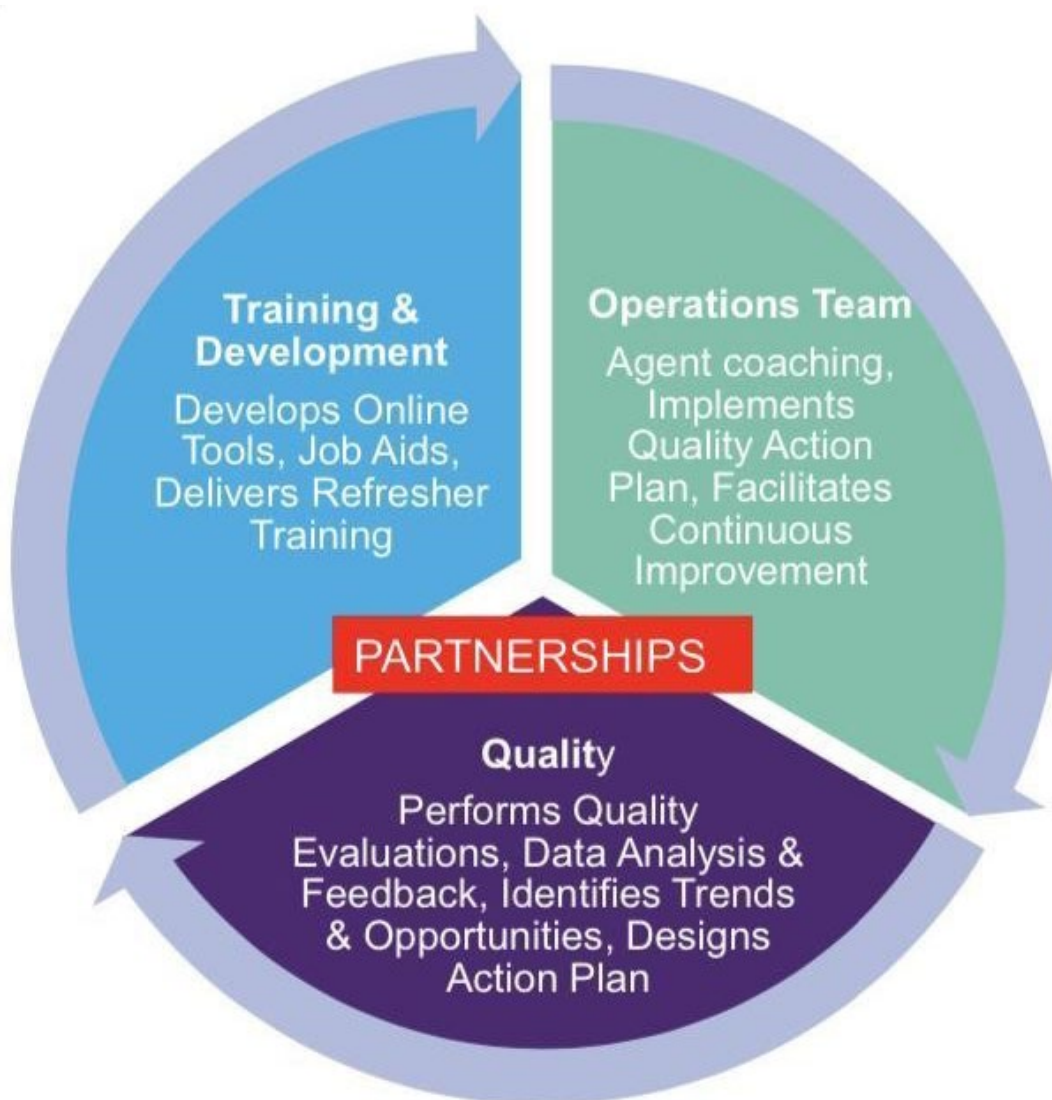 Training &
Development
Develops Online
Tools, Job Aids,
Delivers Refresher
Training
Operations Team
Agent coaching,
Implements
Quality Action
Plan, Facilitates
Continuous
Improvement
PARTNERSHIPS
Quality
Performs Quality
Evaluations, Data Analysis &
Feedback, Identifies Trends
& Opportunities, Designs
Action Plan